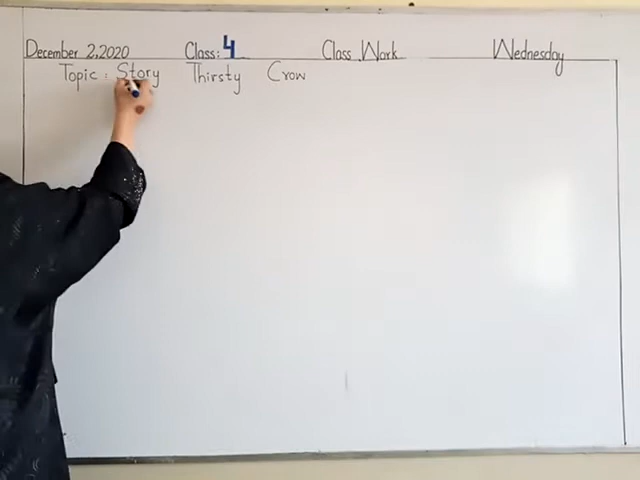 December 2,2020 Class: 4 Class Work Wednesday
Topic : Story Thirsty Crow